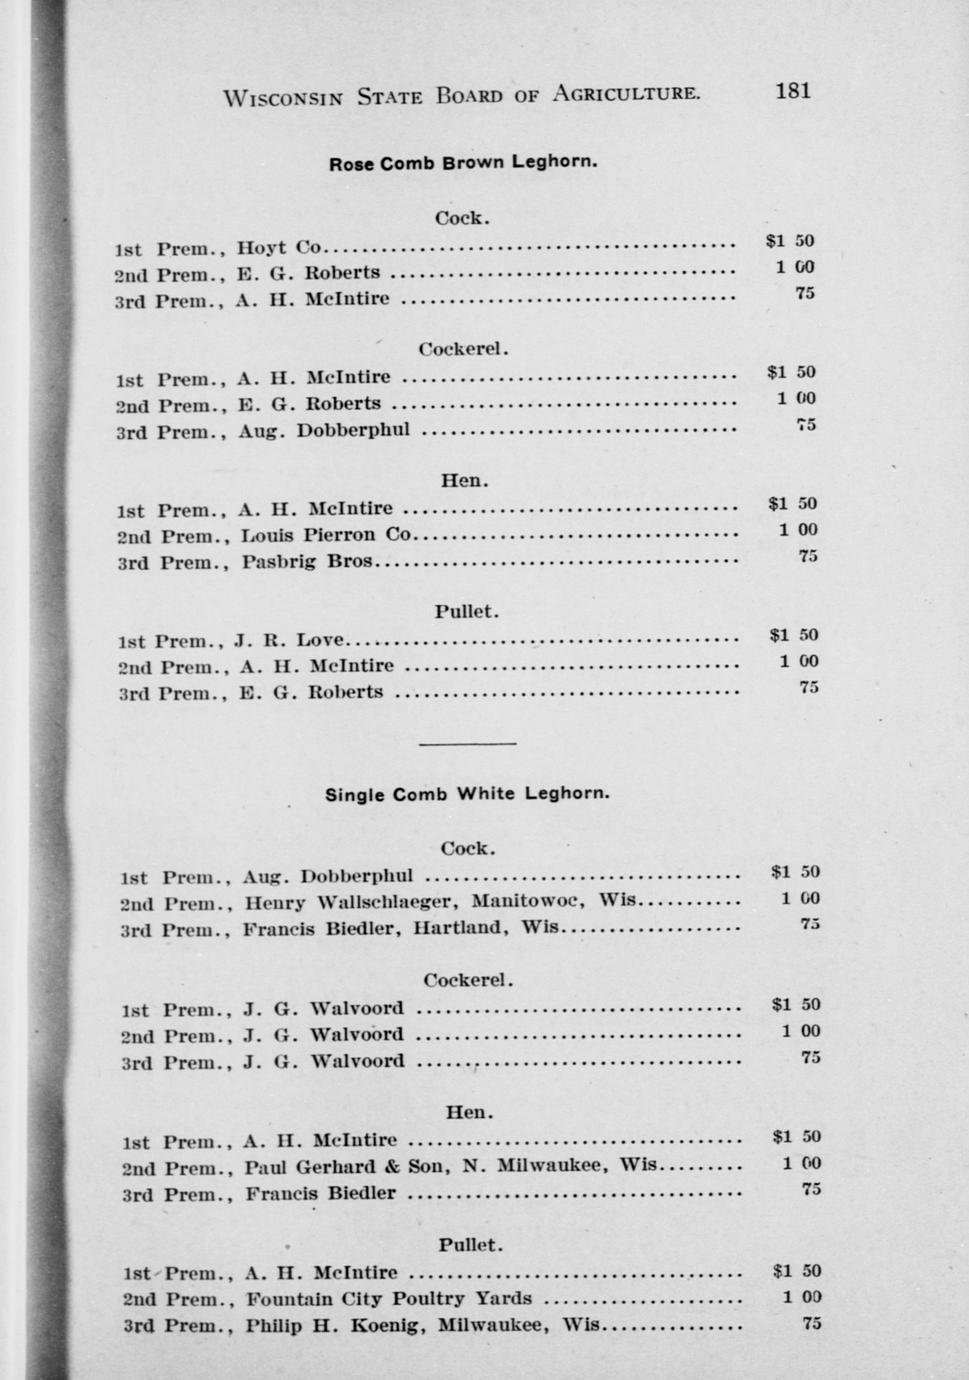 WISCONSIN STATE BOARD OF AGRICULTURE. 181
Rose Comb Brown Leghorn.
Cock.
1st Prem., Hoyt Co........................................... $1 50
2nd Prem., E. G. Roberts .................................... 1 00
3rd Prem., A. H. McIntire ................................... 75
Cockerel.
1st Prem., A. H. McIntire ................................... $1 50
2nd Prem., E. G. Roberts .................................... 1 00
3rd Prem., Aug. Dobberphul ................................. 75
Hen.
1st Prem., A. H. McIntire ................................... $1 50
2nd Prem., Louis Pierron Co.................................. 1 00
3rd Prem., Pasbrig Bros...................................... 75
Pullet.
1st Prem., J. R. Love......................................... $1 50
2nd Prem., A. H. McIntire ................................... 1 00
3rd Prem., E. G. Roberts .................................... 75
Single Comb White Leghorn.
Cock.
1st Prem., Aug. Dobberphul ................................. $1 50
2nd Prem., Henry Wallschlaeger, Manitowoc, Wis........... 1 00
3rd Prem., Francis Biedler, Hartland, Wis................... 75
Cockerel.
1st Prem., J. G. Walvoord .................................. $1 50
2nd Prem., J. G. Walvoord .................................. 1 00
3rd Prem., J. G. Walvoord .................................. 75
Hen.
1st Prem., A. H. McIntire ................................... $1 50
2nd Prem., Paul Gerhard & Son, N. Milwaukee, Wis......... 1 00
3rd Prem., Francis Biedler ................................... 75
Pullet.
1st Prem., A. H. McIntire ................................... $1 50
2nd Prem., Fountain City Poultry Yards ..................... 1 00
3rd Prem., Philip H. Koenig, Milwaukee, Wis............... 75